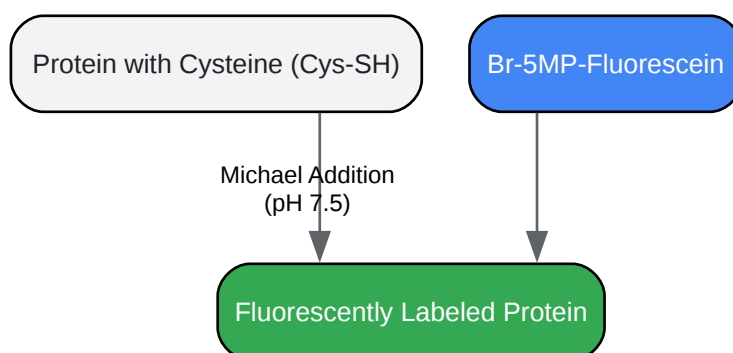 Protein with Cysteine (Cys-SH)
Br-5MP-Fluorescein
Michael Addition
(pH 7.5)
Fluorescently Labeled Protein